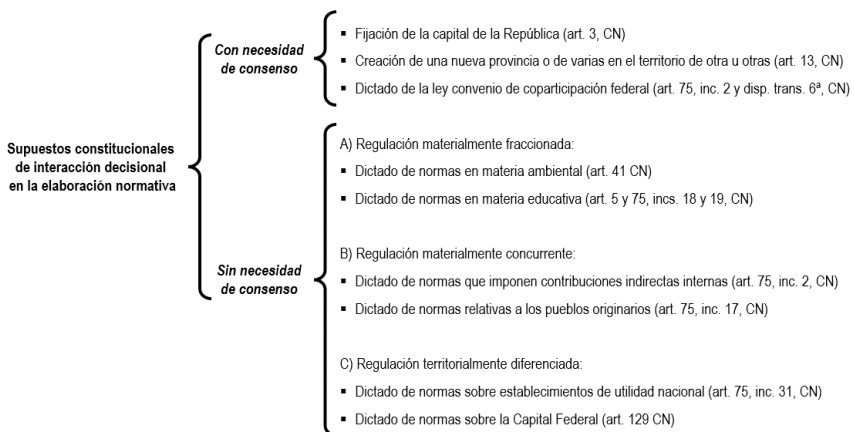 Supuestos constitucionales
de interacción decisional
en la elaboración normativa
Con necesidad
de consenso
▪ Fijación de la capital de la República (art. 3, CN)
▪ Creación de una nueva provincia o de varias en el territorio de otra u otras (art. 13, CN)
▪ Dictado de la ley convenio de coparticipación federal (art. 75, inc. 2 y disp. trans. 6ª, CN)
Sin necesidad
de consenso
A) Regulación materialmente fraccionada:
▪ Dictado de normas en materia ambiental (art. 41 CN)
▪ Dictado de normas en materia educativa (art. 5 y 75, incs. 18 y 19, CN)
B) Regulación materialmente concurrente:
▪ Dictado de normas que imponen contribuciones indirectas internas (art. 75, inc. 2, CN)
▪ Dictado de normas relativas a los pueblos originarios (art. 75, inc. 17, CN)
C) Regulación territorialmente diferenciada:
▪ Dictado de normas sobre establecimientos de utilidad nacional (art. 75, inc. 31, CN)
▪ Dictado de normas sobre la Capital Federal (art. 129 CN)